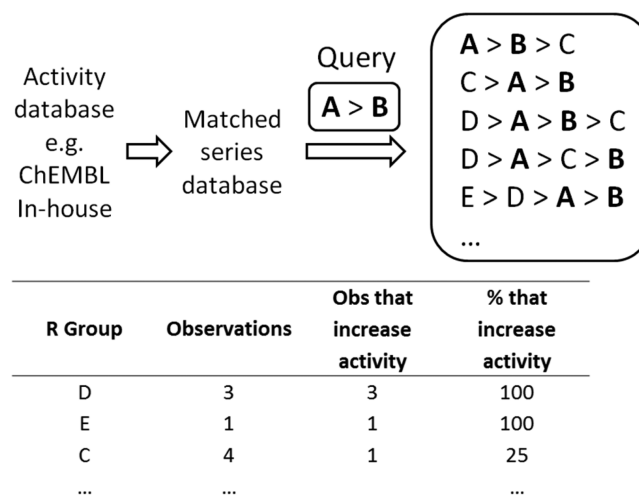 Activity
database
e.g.
ChEMBL
In-house
Matched
series
database
Query
A > B
A > B > C
C > A > B
D > A > B > C
D > A > C > B
E > D > A > B
...
R Group Observations Obs that increase activity % that increase activity
D 3 3 100
E 1 1 100
C 4 1 25
... ... ...